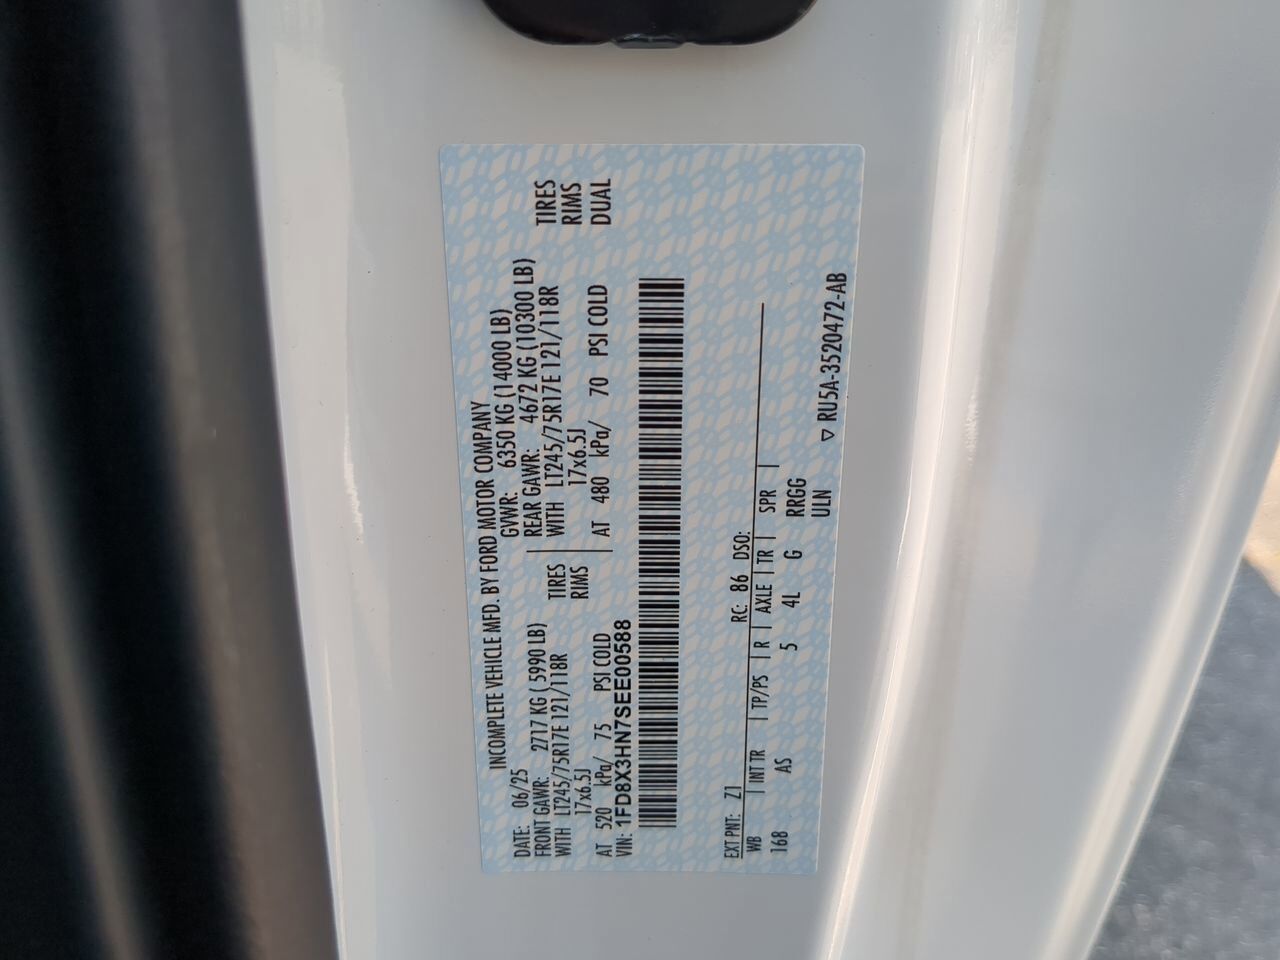 INCOMPLETE VEHICLE MFD. BY FORD MOTOR COMPANY
DATE: 06/25 GVWR: 6350 KG (14000 LB)
FRONT GAWR: 2717 KG (5990 LB) REAR GAWR: 4672 KG (10300 LB)
WITH LT245/75R17E 121/118R TIRES WITH LT245/75R17E 121/118R TIRES
17x6.5J RIMS 17x6.5J RIMS
AT 520 kPa/ 75 PSI COLD AT 480 kPa/ 70 PSI COLD DUAL
VIN: 1FD8X3HN7SEE00588
EXT PNT: Z1 RC: 86 DSO:
WB INT TR TP/PS R AXLE TR SPR
168 AS 5 4L G RRGG
ULN
▽ RU5A-3520472-AB